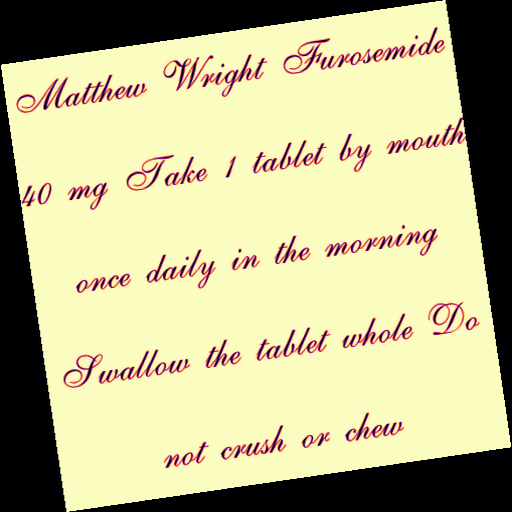 Matthew Wright Furosemide
40 mg Take 1 tablet by mouth
once daily in the morning
Swallow the tablet whole Do
not crush or chew